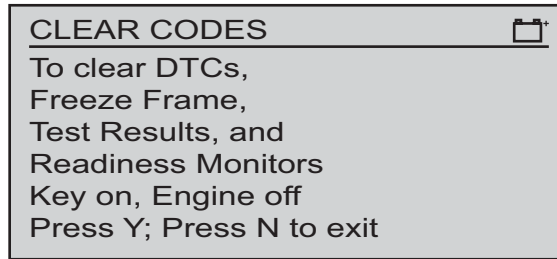 CLEAR CODES
To clear DTCs,
Freeze Frame,
Test Results, and
Readiness Monitors
Key on, Engine off
Press Y; Press N to exit